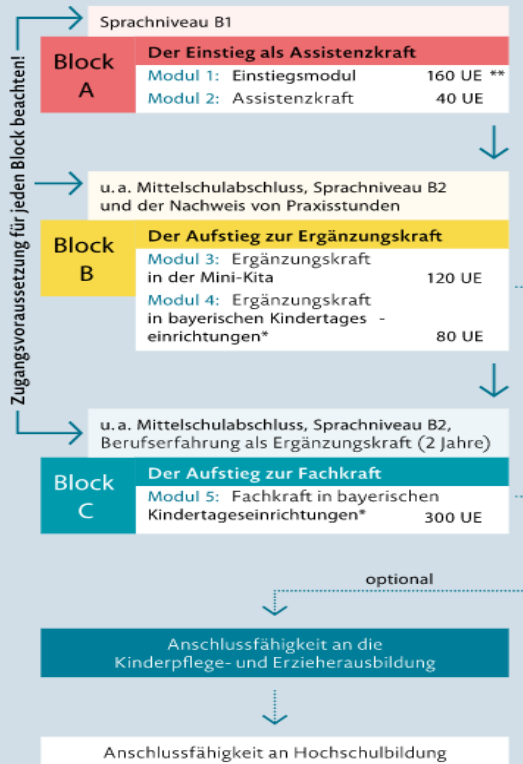 Zugangsvoraussetzung für jeden Block beachten!
Sprachniveau B1
Block
A
Der Einstieg als Assistenzkraft
Modul 1: Einstiegsmodul 160 UE **
Modul 2: Assistenzkraft 40 UE
u. a. Mittelschulabschluss, Sprachniveau B2
und der Nachweis von Praxisstunden
Block
B
Der Aufstieg zur Ergänzungskraft
Modul 3: Ergänzungskraft
in der Mini-Kita 120 UE
Modul 4: Ergänzungskraft
in bayerischen Kindertages -
einrichtungen* 80 UE
u. a. Mittelschulabschluss, Sprachniveau B2,
Berufserfahrung als Ergänzungskraft (2 Jahre)
Block
C
Der Aufstieg zur Fachkraft
Modul 5: Fachkraft in bayerischen
Kindertageseinrichtungen* 300 UE
optional
Anschlussfähigkeit an die
Kinderpflege- und Erzieherausbildung
Anschlussfähigkeit an Hochschulbildung